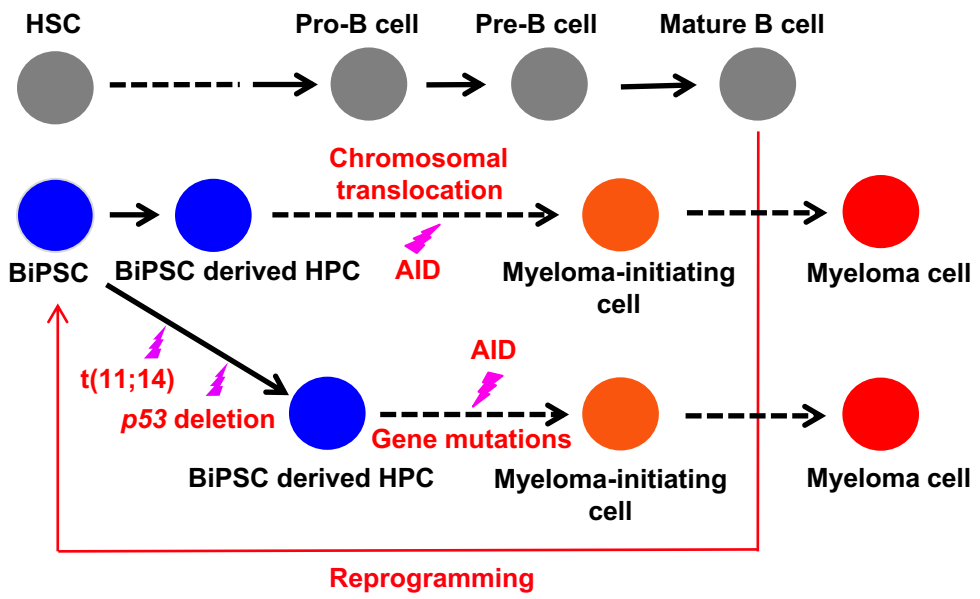 HSC
Pro-B cell
Pre-B cell
Mature B cell
Chromosomal
translocation
AID
BiPSC
BiPSC derived HPC
Myeloma-initiating
cell
Myeloma cell
t(11;14)
p53 deletion
AID
Gene mutations
BiPSC derived HPC
Myeloma-initiating
cell
Myeloma cell
Reprogramming